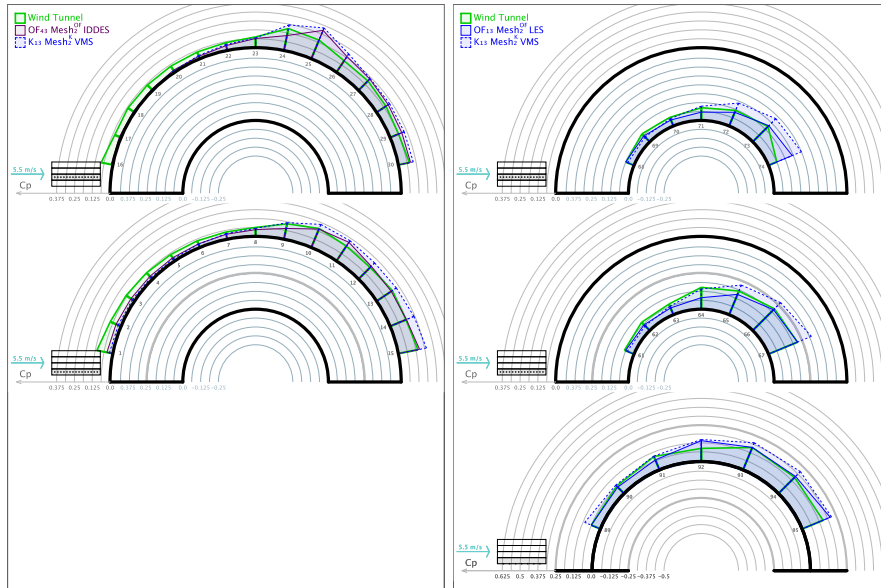 Wind Tunnel
OF₄₃ Mesh₂ᴼᶠ IDDES
K₁₃ Mesh₂ᴷ VMS
16
17
18
19
20
21
22
23
24
25
26
27
28
29
30
5.5 m/s
Cp
0.375 0.25 0.125 0.0 0.375 0.25 0.125 0.0 -0.125-0.25
1
2
3
4
5
6
7
8
9
10
11
12
13
14
15
5.5 m/s
Cp
0.375 0.25 0.125 0.0 0.375 0.25 0.125 0.0 -0.125-0.25
Wind Tunnel
OF₁₃ Mesh₂ᴼᶠ LES
K₁₃ Mesh₂ᴷ VMS
68
69
70
71
72
73
74
5.5 m/s
Cp
0.375 0.25 0.125 0.0 0.375 0.25 0.125 0.0 -0.125-0.25
61
62
63
64
65
66
67
5.5 m/s
Cp
0.375 0.25 0.125 0.0 0.375 0.25 0.125 0.0 -0.125-0.25
89
90
91
92
93
94
95
5.5 m/s
Cp
0.625 0.5 0.375 0.25 0.125 0.0 -0.125-0.25-0.375-0.5